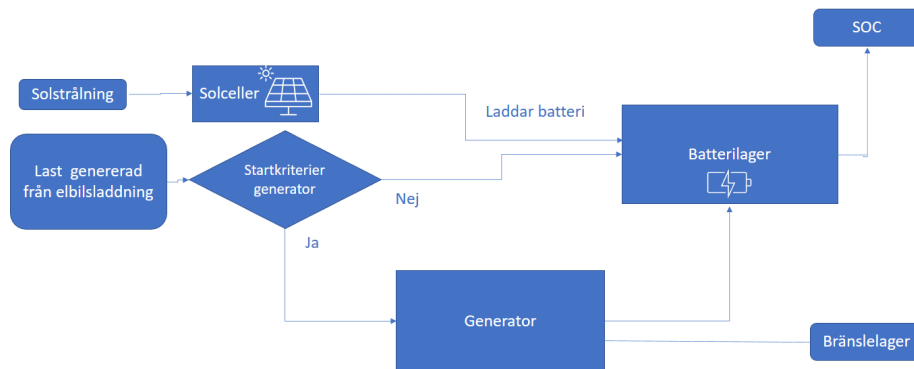 SOC
Solstrålning
Solceller
Laddar batteri
Last genererad
från elbilsladdning
Startkriterier
generator
Nej
Batterilager
Ja
Generator
Bränslelager